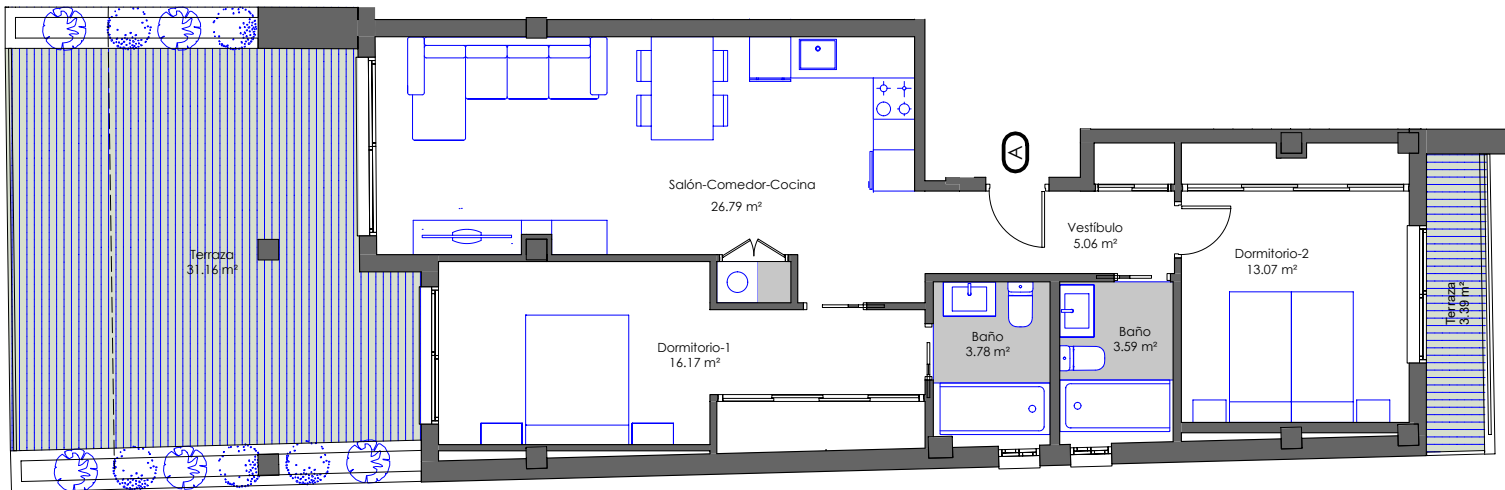 A
Salón-Comedor-Cocina
26.79 m²
Vestíbulo
5.06 m²
Dormitorio-2
13.07 m²
Terraza
31.16 m²
Terraza
3.39 m²
Dormitorio-1
16.17 m²
Baño
3.78 m²
Baño
3.59 m²